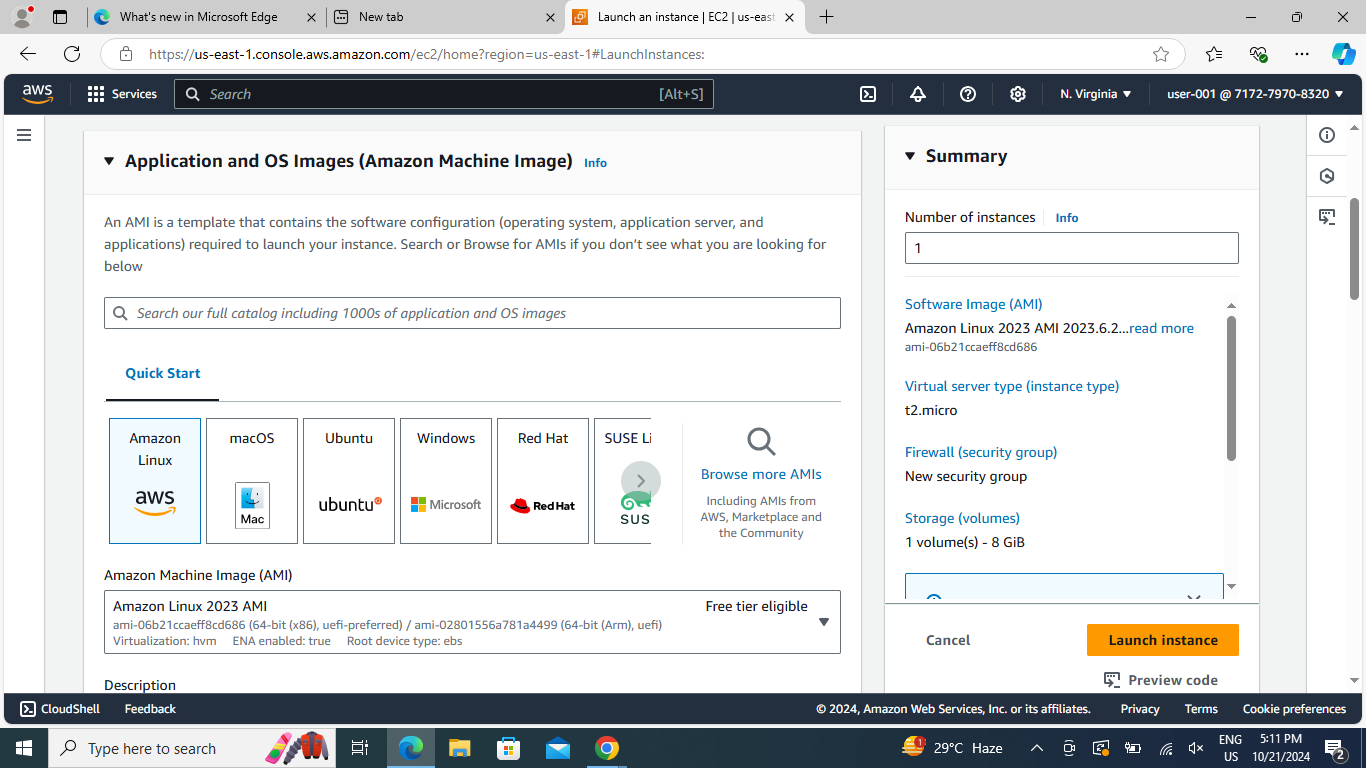 What's new in Microsoft Edge
New tab
Launch an instance | EC2 | us-east
https://us-east-1.console.aws.amazon.com/ec2/home?region=us-east-1#LaunchInstances:
aws
Services
Search
[Alt+S]
N. Virginia
user-001 @ 7172-7970-8320
Application and OS Images (Amazon Machine Image)
Info
An AMI is a template that contains the software configuration (operating system, application server, and
applications) required to launch your instance. Search or Browse for AMIs if you don’t see what you are looking for
below
Search our full catalog including 1000s of application and OS images
Quick Start
Amazon
Linux
aws
macOS
Mac
Ubuntu
ubuntu
Windows
Microsoft
Red Hat
Red Hat
SUSE Li
SUS
Browse more AMIs
Including AMIs from
AWS, Marketplace and
the Community
Amazon Machine Image (AMI)
Amazon Linux 2023 AMI
Free tier eligible
ami-06b21ccaeff8cd686 (64-bit (x86), uefi-preferred) / ami-02801556a781a4499 (64-bit (Arm), uefi)
Virtualization: hvm ENA enabled: true Root device type: ebs
Description
Summary
Number of instances
Info
1
Software Image (AMI)
Amazon Linux 2023 AMI 2023.6.2...read more
ami-06b21ccaeff8cd686
Virtual server type (instance type)
t2.micro
Firewall (security group)
New security group
Storage (volumes)
1 volume(s) - 8 GiB
Cancel
Launch instance
Preview code
CloudShell
Feedback
© 2024, Amazon Web Services, Inc. or its affiliates.
Privacy
Terms
Cookie preferences
Type here to search
1
29°C Haze
ENG
US
5:11 PM
10/21/2024
2